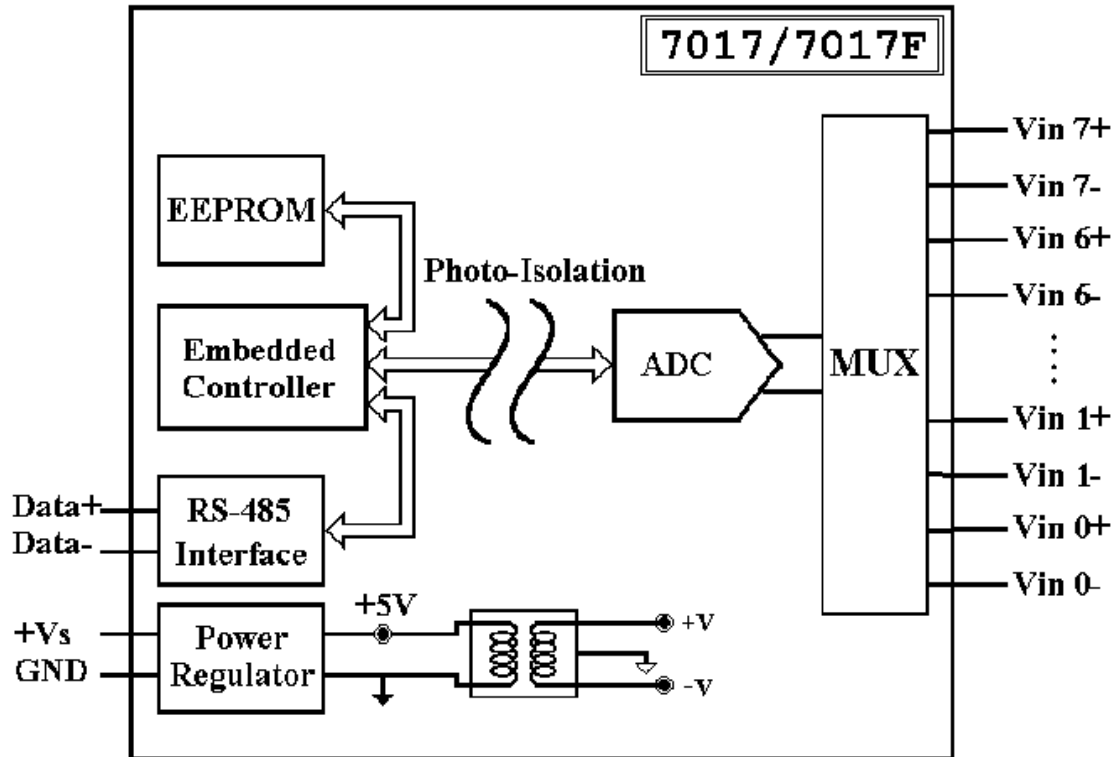 7017/7017F
EEPROM
Photo-Isolation
Embedded
Controller
ADC
MUX
RS-485
Interface
Data+
Data-
+5V
Power
Regulator
+Vs
GND
+V
-V
Vin 7+
Vin 7-
Vin 6+
Vin 6-
Vin 1+
Vin 1-
Vin 0+
Vin 0-